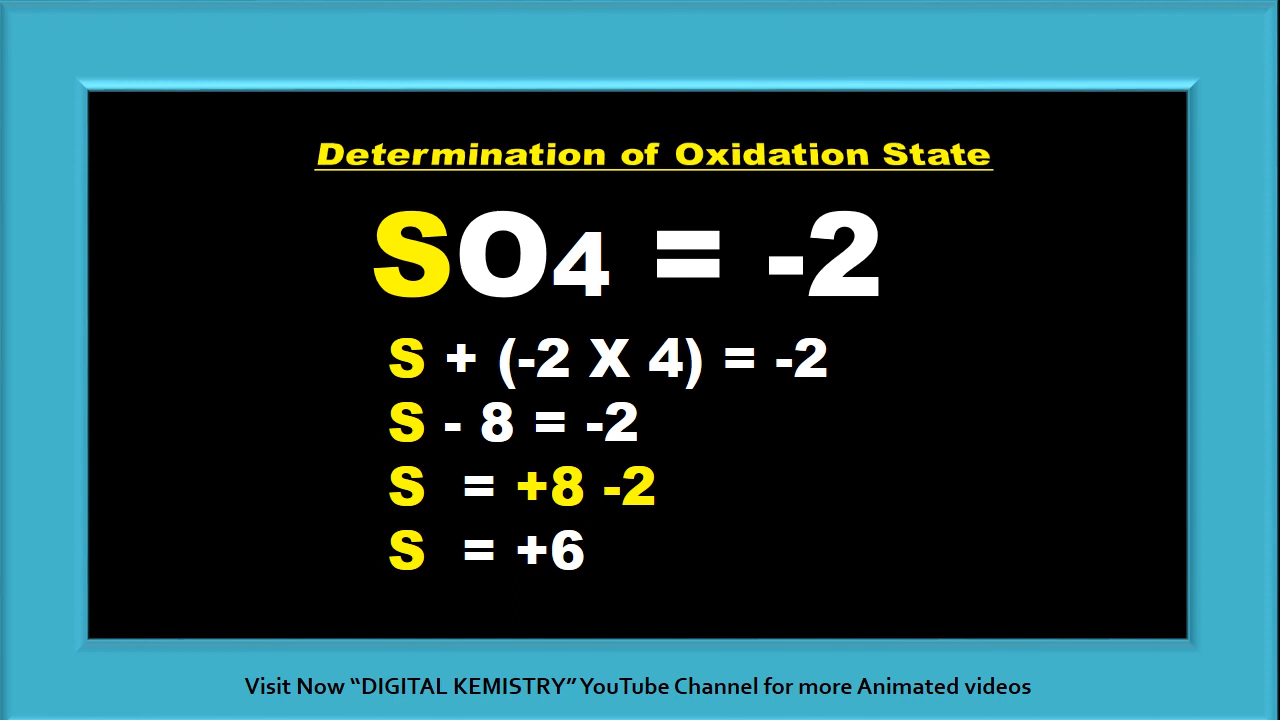 Determination of Oxidation State
SO4 = -2
S + (-2 X 4) = -2
S - 8 = -2
S = +8 -2
S = +6
Visit Now “DIGITAL KEMISTRY” YouTube Channel for more Animated videos